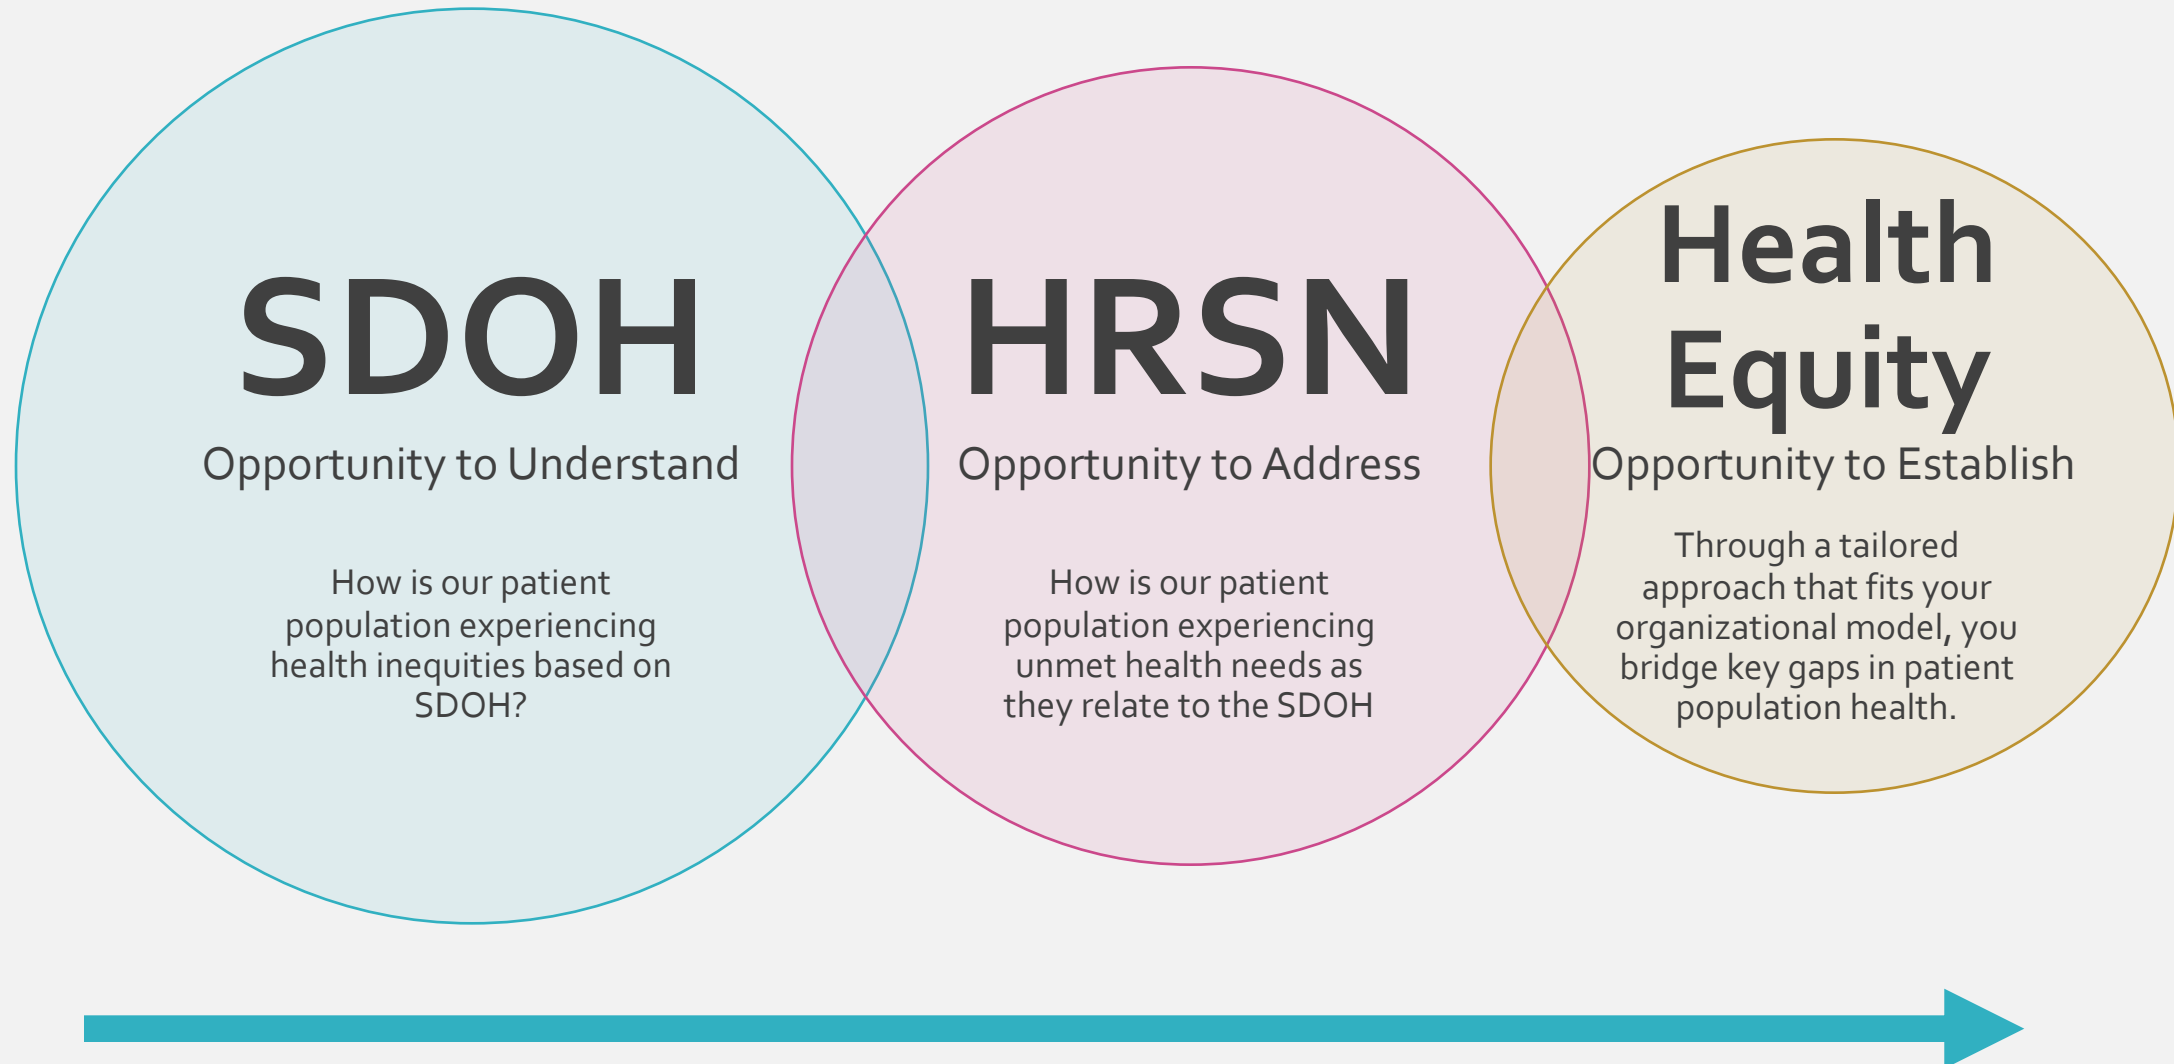 SDOH
Opportunity to Understand
How is our patient
population experiencing
health inequities based on
SDOH?
HRSN
Opportunity to Address
How is our patient
population experiencing
unmet health needs as
they relate to the SDOH
Health
Equity
Opportunity to Establish
Through a tailored
approach that fits your
organizational model, you
bridge key gaps in patient
population health.